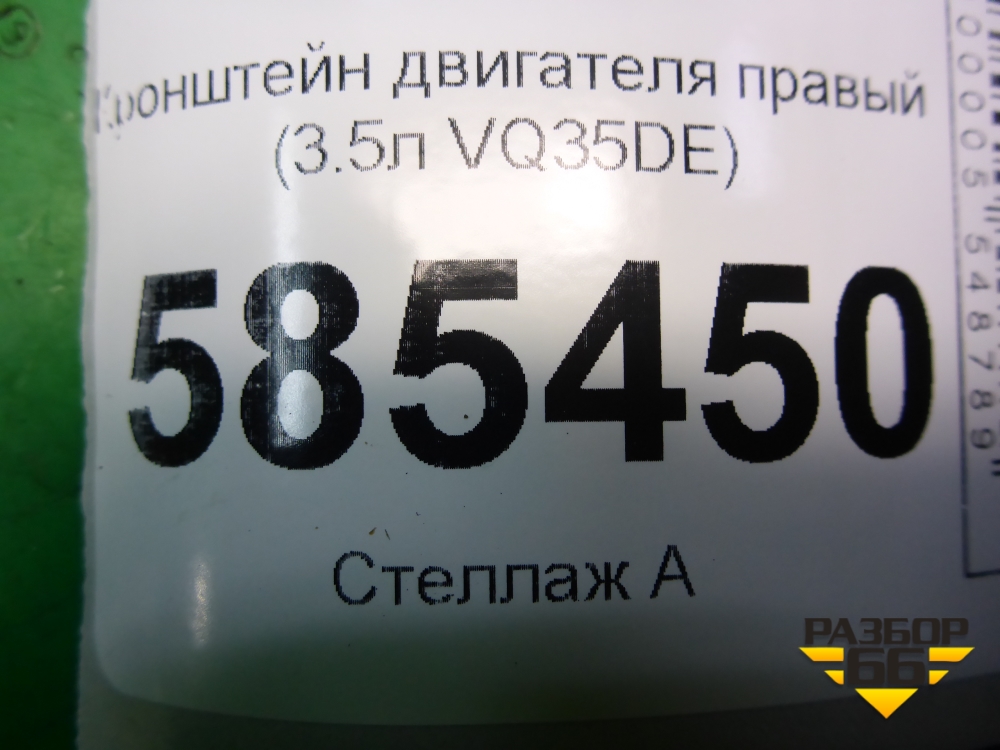 Кронштейн двигателя правый
(3.5л VQ35DE)
585450
Стеллаж А
РАЗБОР
66